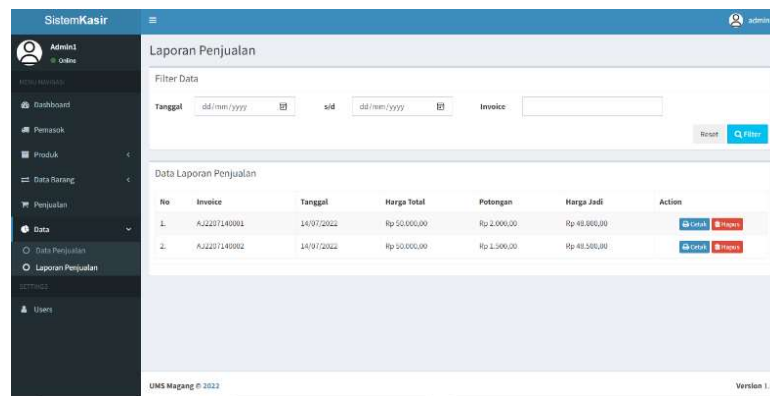 SistemKasir
admin
Admin1
Online
MENU NAVIGASI
Dashboard
Pemasok
Produk
Data Barang
Penjualan
Data
Data Penjualan
Laporan Penjualan
SETTINGS
Users
Laporan Penjualan
Filter Data
Tanggal dd/mm/yyyy s/d dd/mm/yyyy Invoice
Reset Filter
Data Laporan Penjualan
No Invoice Tanggal Harga Total Potongan Harga Jadi Action
1. AJ2207140001 14/07/2022 Rp 50.000,00 Rp 2.000,00 Rp 48.000,00 Cetak Hapus
2. AJ2207140002 14/07/2022 Rp 50.000,00 Rp 1.500,00 Rp 48.500,00 Cetak Hapus
UMS Magang © 2022
Version 1.